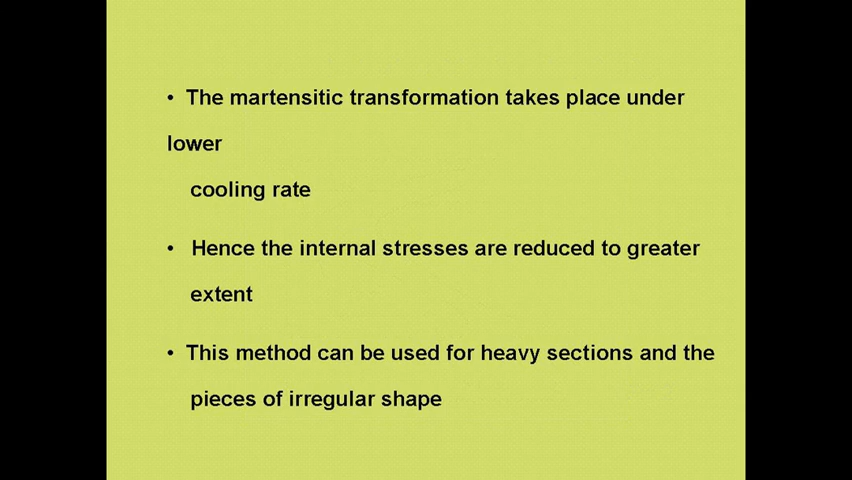 • The martensitic transformation takes place under
lower
cooling rate
• Hence the internal stresses are reduced to greater
extent
• This method can be used for heavy sections and the
pieces of irregular shape